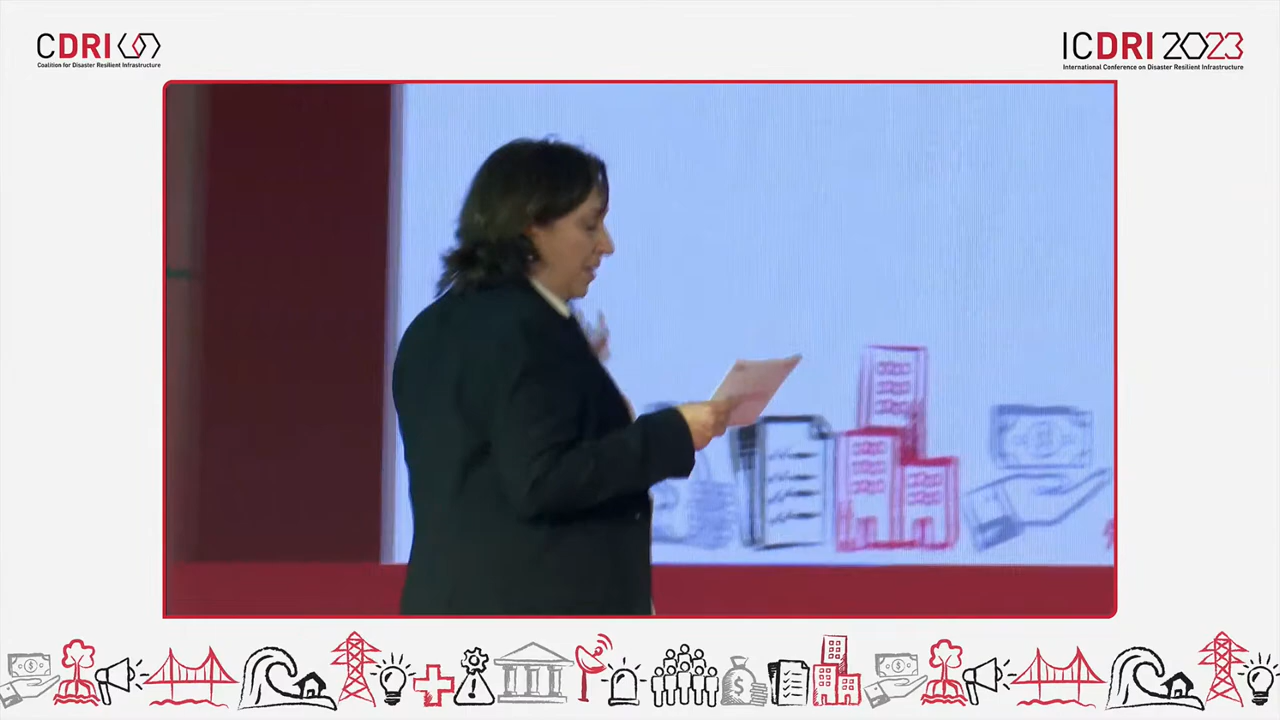 CDRI
Coalition for Disaster Resilient Infrastructure
ICDRI 2023
International Conference on Disaster Resilient Infrastructure